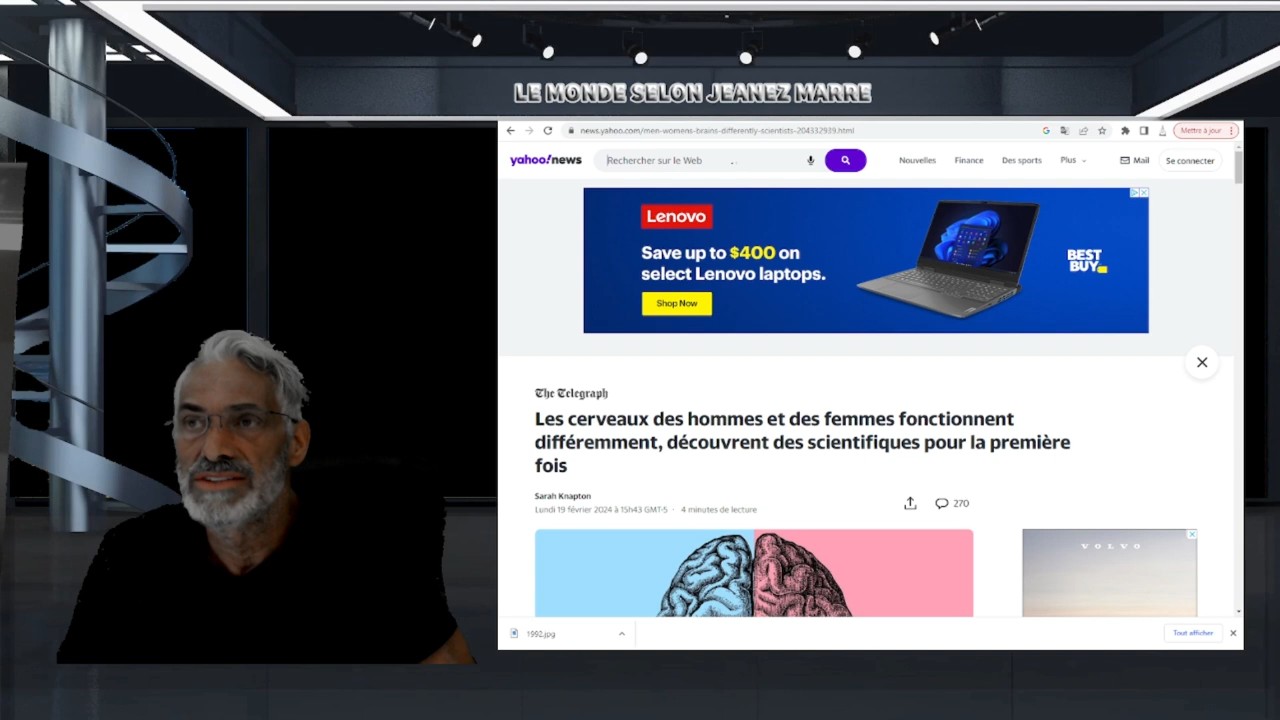 LE MONDE SELON JEANEZ MARRE
news.yahoo.com/men-womens-brains-differently-scientists-204332939.html
Mettre à jour
yahoo!news
Rechercher sur le Web
Nouvelles
Finance
Des sports
Plus
Mail
Se connecter
Lenovo
Save up to $400 on
select Lenovo laptops.
Shop Now
BEST
BUY
The Telegraph
Les cerveaux des hommes et des femmes fonctionnent
différemment, découvrent des scientifiques pour la première
fois
Sarah Knapton
Lundi 19 février 2024 à 15h43 GMT-5 · 4 minutes de lecture
270
VOLVO
1992.jpg
Tout afficher